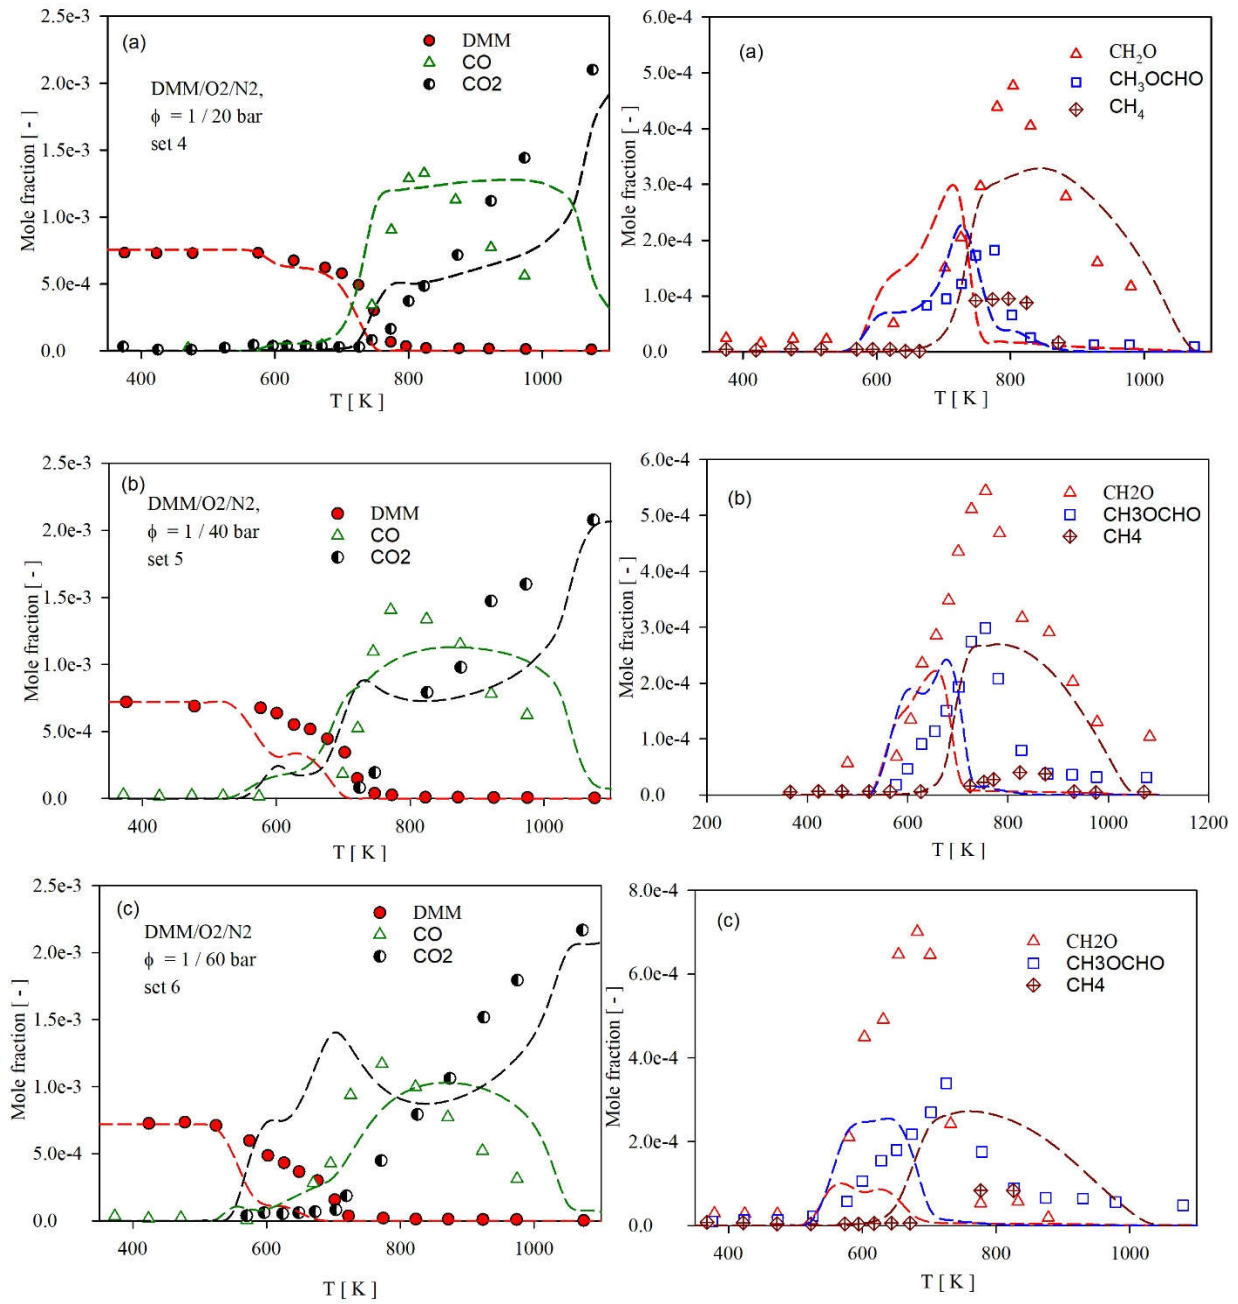 2.5e-3
2.0e-3
1.5e-3
1.0e-3
5.0e-4
0.0
Mole fraction [ - ]
(a)
DMM/O2/N2,
ϕ = 1 / 20 bar
set 4
DMM
CO
CO2
400 600 800 1000
T [ K ]
6.0e-4
5.0e-4
4.0e-4
3.0e-4
2.0e-4
1.0e-4
0.0
Mole fraction [ - ]
(a)
CH₂O
CH₃OCHO
CH₄
400 600 800 1000
T [ K ]
2.5e-3
2.0e-3
1.5e-3
1.0e-3
5.0e-4
0.0
Mole fraction [ - ]
(b)
DMM/O2/N2,
ϕ = 1 / 40 bar
set 5
DMM
CO
CO2
400 600 800 1000
T [ K ]
6.0e-4
5.0e-4
4.0e-4
3.0e-4
2.0e-4
1.0e-4
0.0
Mole fraction [ - ]
(b)
CH2O
CH3OCHO
CH4
200 400 600 800 1000 1200
T [ K ]
2.5e-3
2.0e-3
1.5e-3
1.0e-3
5.0e-4
0.0
Mole fraction [ - ]
(c)
DMM/O2/N2
ϕ = 1 / 60 bar
set 6
DMM
CO
CO2
400 600 800 1000
T [ K ]
8.0e-4
6.0e-4
4.0e-4
2.0e-4
0.0
Mole fraction [ - ]
(c)
CH2O
CH3OCHO
CH4
400 600 800 1000
T [ K ]